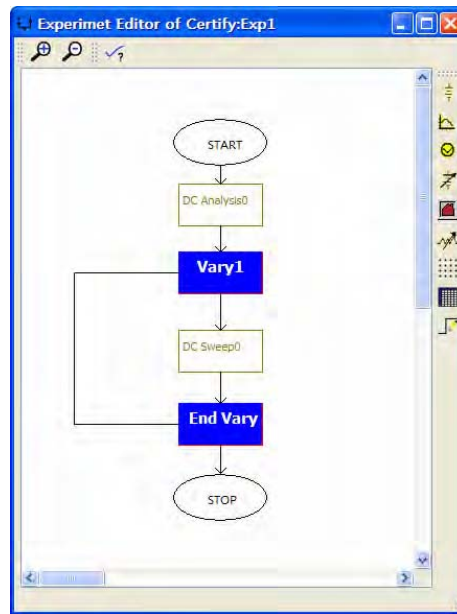 Experimet Editor of Certify:Exp1
START
DC Analysis0
Vary1
DC Sweep0
End Vary
STOP